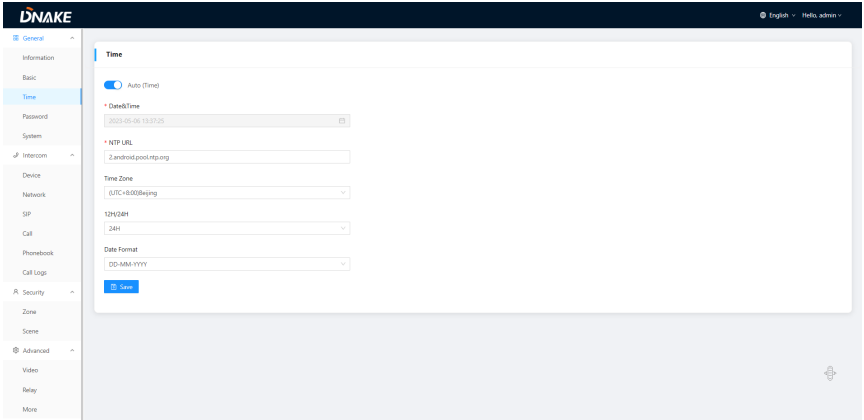 DNAKE
English
Hello, admin
General
Information
Basic
Time
Password
System
Intercom
Device
Network
SIP
Call
Phonebook
Call Logs
Security
Zone
Scene
Advanced
Video
Relay
More
Time
Auto (Time)
* Date&Time
2023-05-06 15:37:25
* NTP URL
2.android.pool.ntp.org
Time Zone
(UTC+8:00)Beijing
12H/24H
24H
Date Format
DD-MM-YYYY
Save